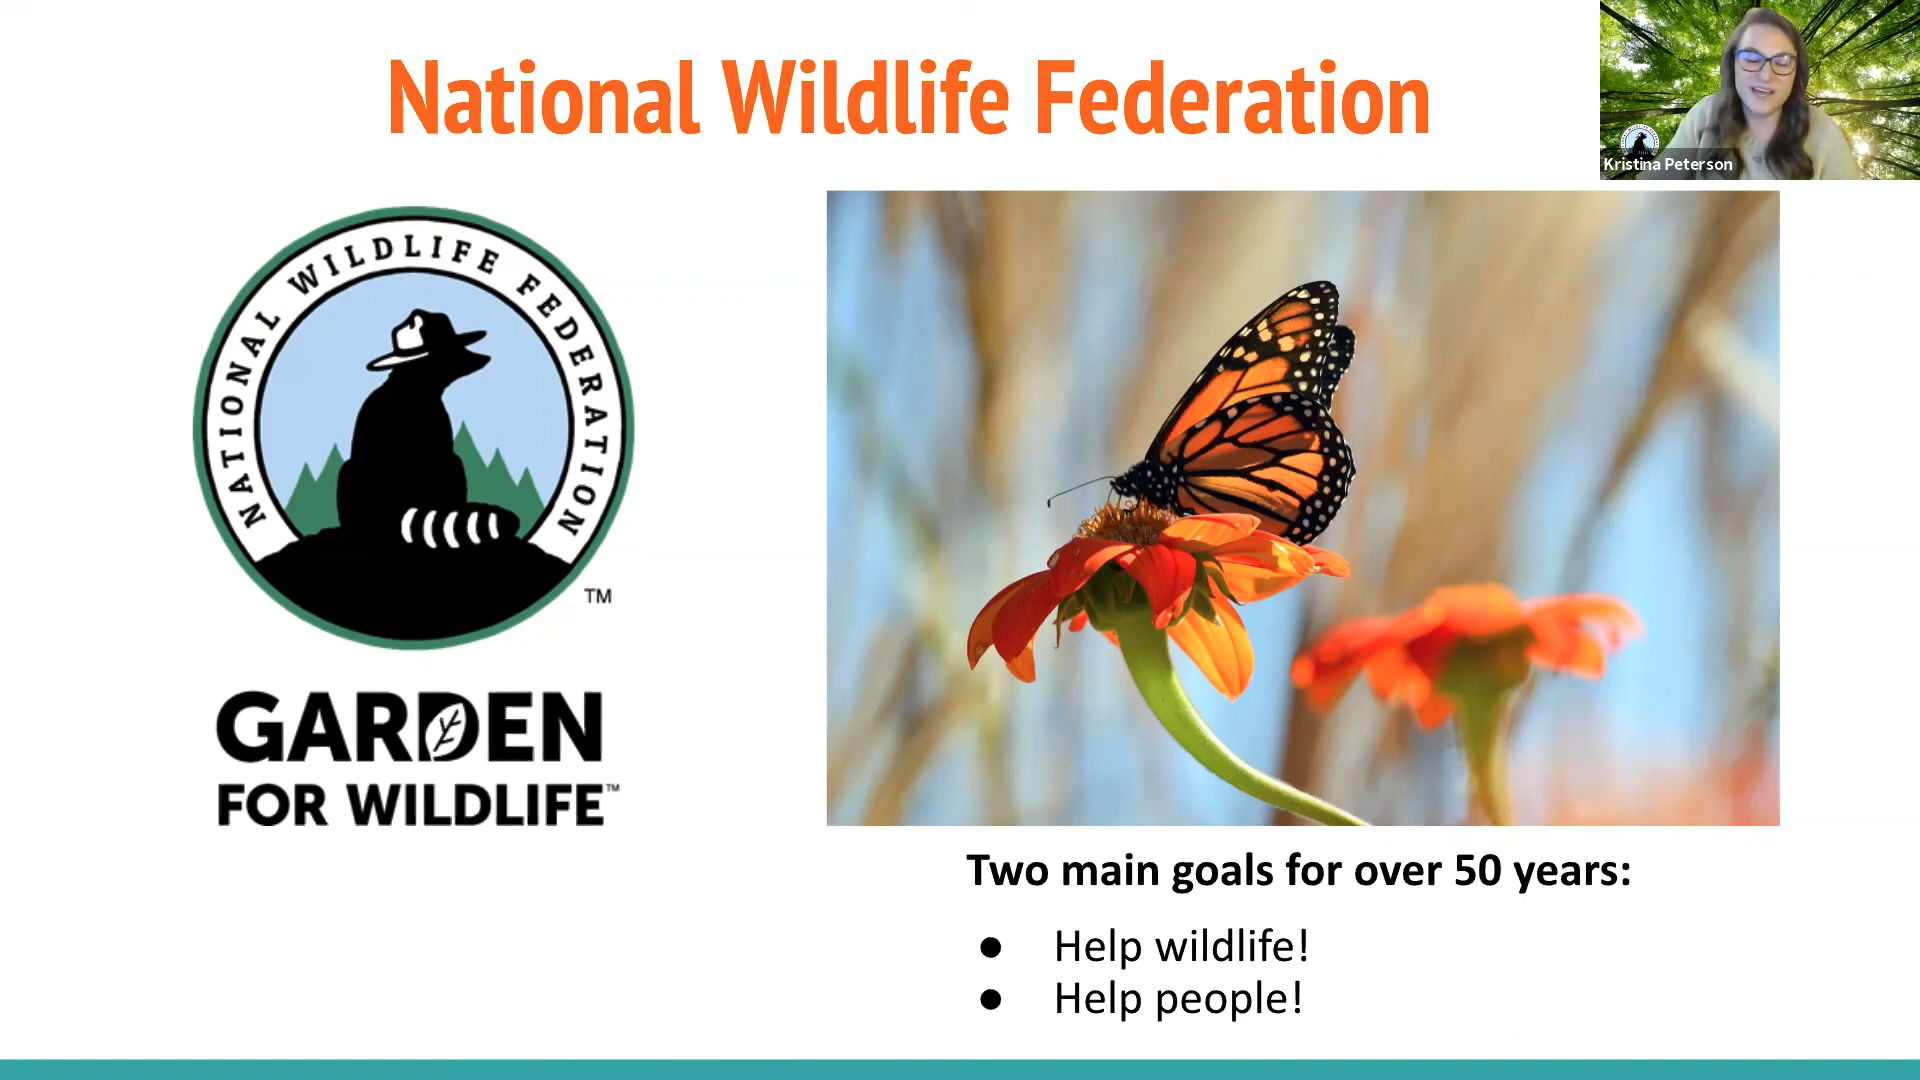 National Wildlife Federation
Kristina Peterson
NATIONAL WILDLIFE FEDERATION
TM
GARDEN
FOR WILDLIFE™
Two main goals for over 50 years:
● Help wildlife!
● Help people!